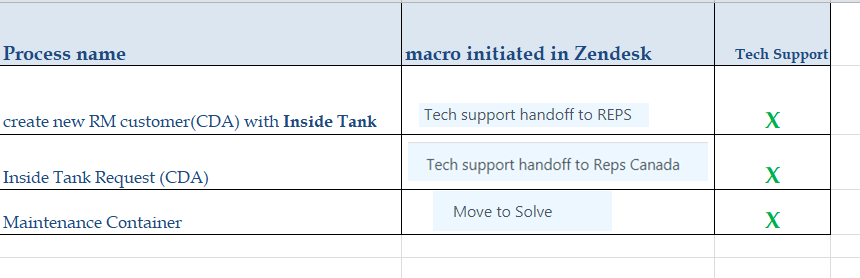 Process name macro initiated in Zendesk Tech Support
create new RM customer(CDA) with Inside Tank Tech support handoff to REPS X
Inside Tank Request (CDA) Tech support handoff to Reps Canada X
Maintenance Container Move to Solve X